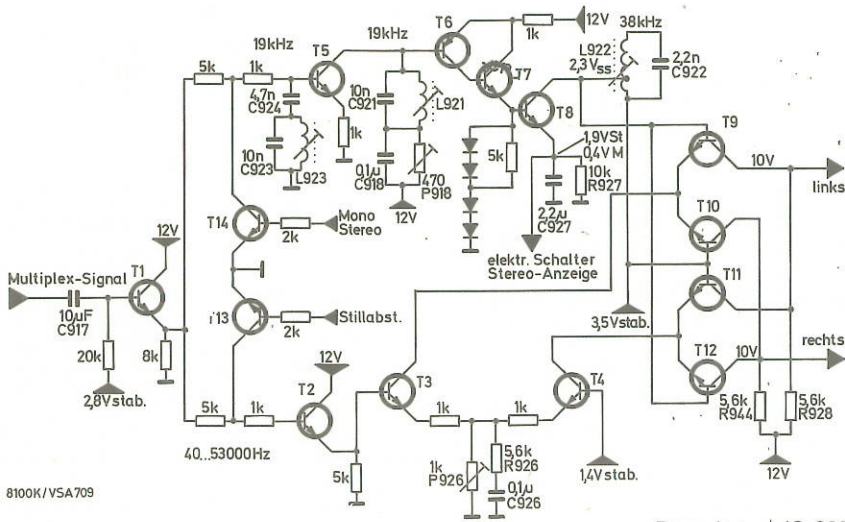 12V
38kHz
T6
1k
19kHz
T5
19kHz
L922
2,3Vss
2,2n
C922
5k
1k
T7
T8
4,7n
C924
10n
C921
L921
T9
1k
1,9VSt
0,4VM
10n
C923
L923
0,1µ
C918
470
P918
5k
10k
R927
10V
links
12V
2,2µ
C927
T10
T14
Mono
Stereo
2k
elektr. Schalter
Stereo-Anzeige
12V
T1
Multiplex-Signal
T11
10µF
C917
Stillabst.
2k
3,5Vstab.
rechts
20k
8k
12V
T12
10V
T2
T3
T4
2,8Vstab.
5k
1k
1k
1k
5,6k
R944
5,6k
R928
40...53000Hz
5k
1k
P926
5,6k
R926
0,1µ
C926
1,4Vstab.
12V
8100K/VSA709